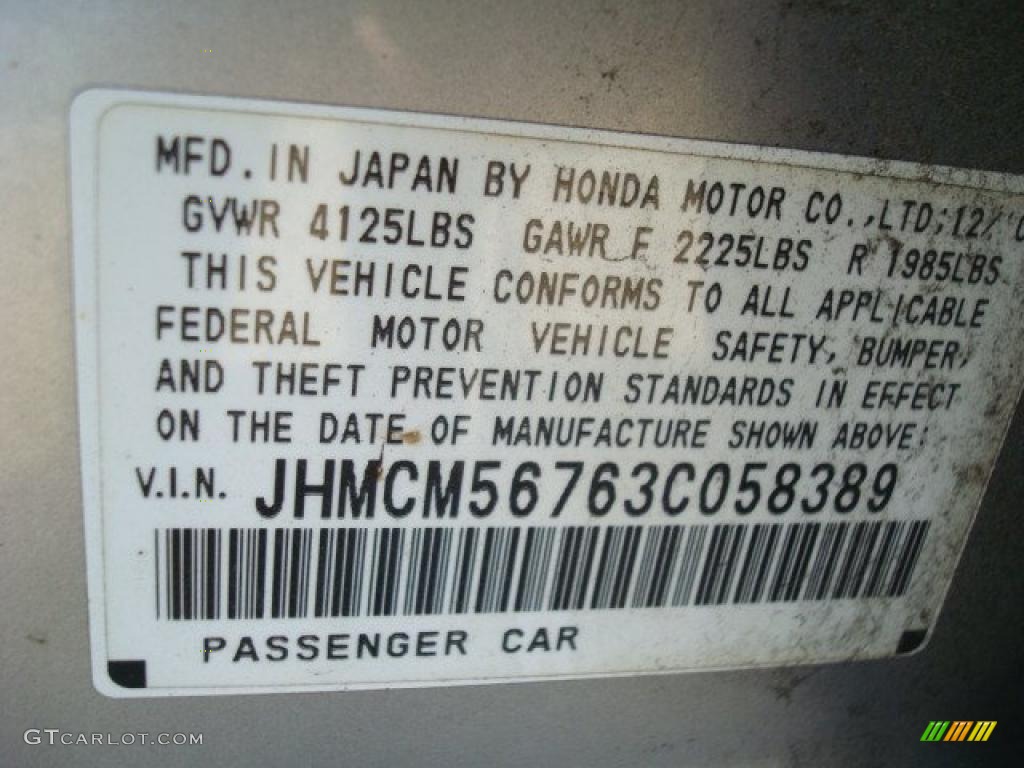 MFD. IN JAPAN BY HONDA MOTOR CO., LTD; 12/
GVWR 4125LBS GAWR F 2225LBS R 1985LBS
THIS VEHICLE CONFORMS TO ALL APPLICABLE
FEDERAL MOTOR VEHICLE SAFETY, BUMPER,
AND THEFT PREVENTION STANDARDS IN EFFECT
ON THE DATE OF MANUFACTURE SHOWN ABOVE:
V.I.N. JHMCM56763C058389
PASSENGER CAR
GTCARLOT.COM